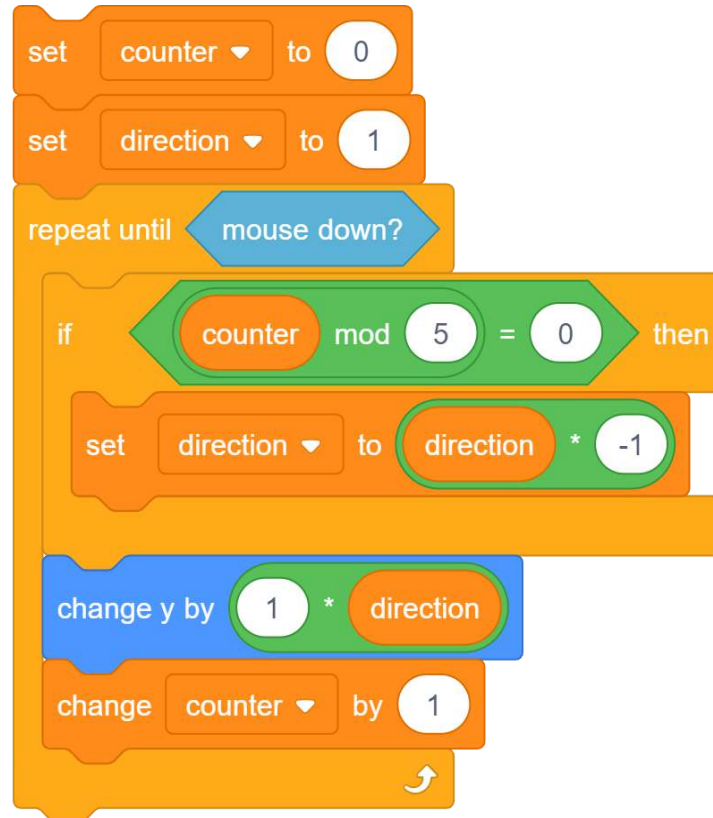 set counter to 0
set direction to 1
repeat until mouse down?
if counter mod 5 = 0 then
set direction to direction * -1
change y by 1 * direction
change counter by 1